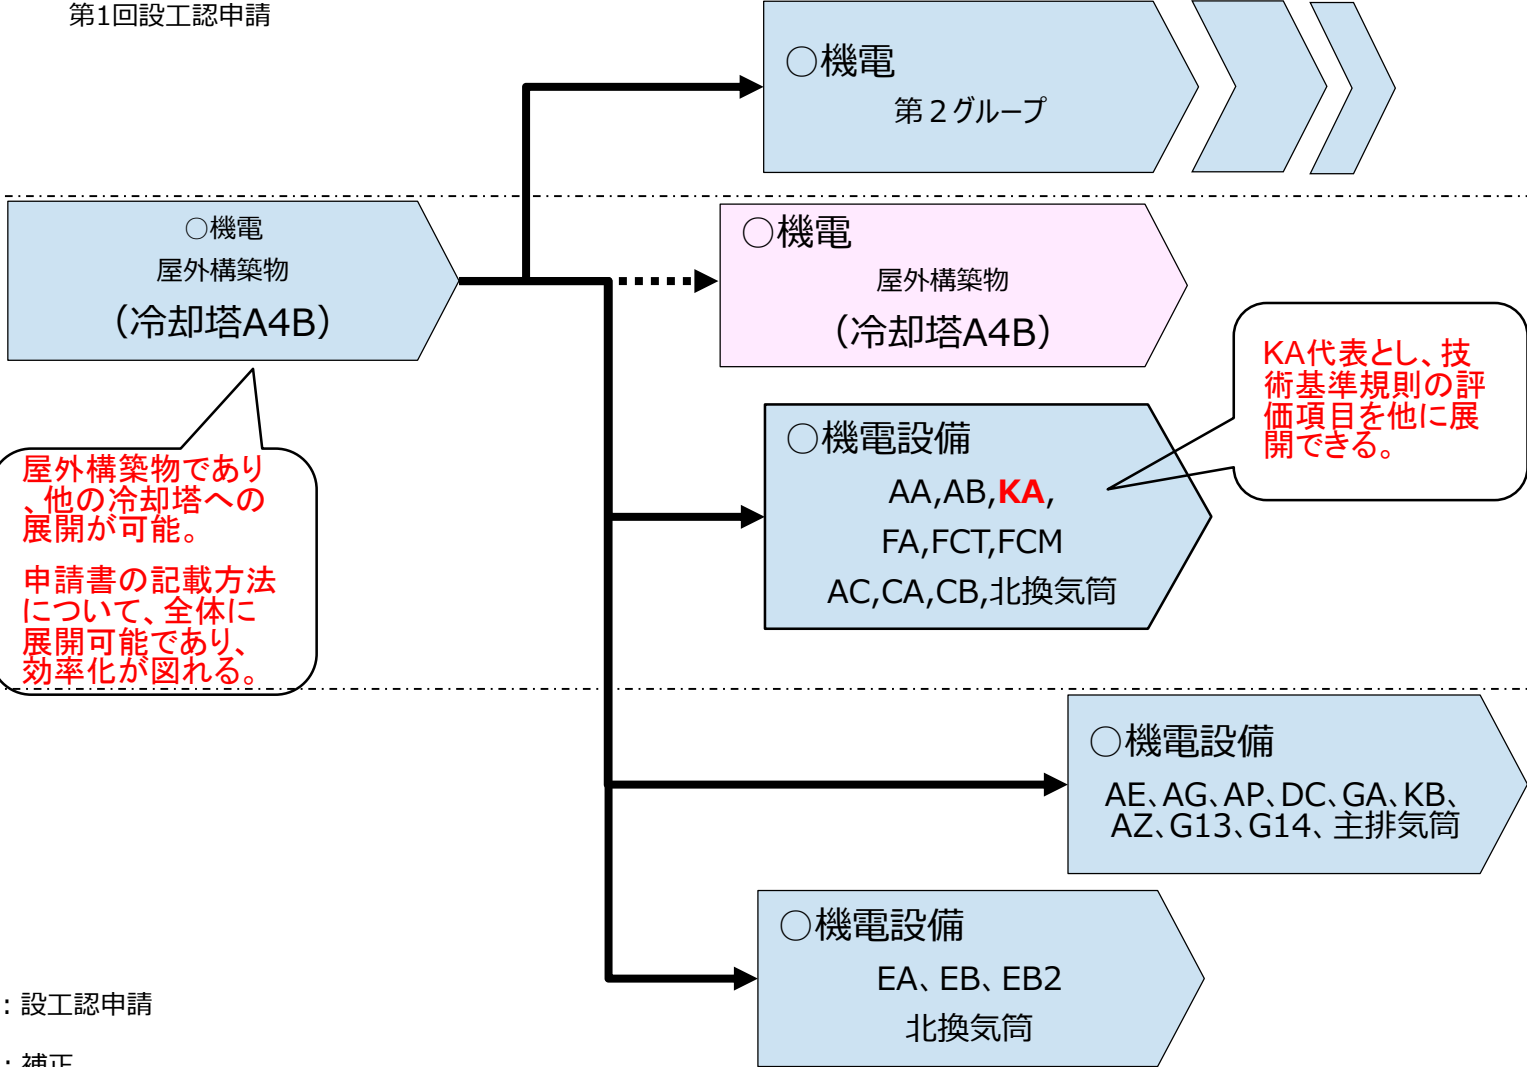 第1回設工認申請
○機電
第２グループ
○機電
屋外構築物
（冷却塔A4B）
○機電
屋外構築物
（冷却塔A4B）
KA代表とし、技
術基準規則の評
価項目を他に展
開できる。
○機電設備
AA,AB,KA,
FA,FCT,FCM
AC,CA,CB,北換気筒
屋外構築物であり
、他の冷却塔への
展開が可能。
申請書の記載方法
について、全体に
展開可能であり、
効率化が図れる。
○機電設備
AE、AG、AP、DC、GA、KB、
AZ、G13、G14、主排気筒
○機電設備
EA、EB、EB2
北換気筒
：設工認申請
：補正